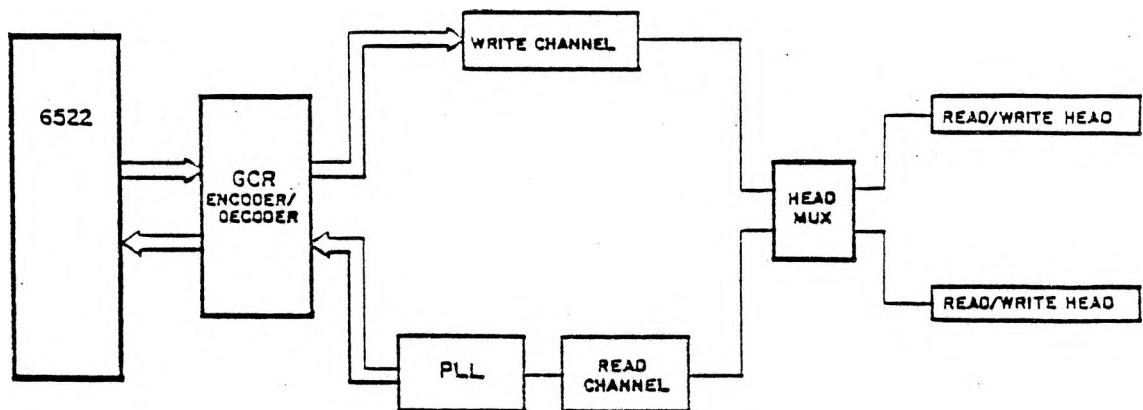 WRITE CHANNEL
6522
READ/WRITE HEAD
GCR
ENCODER/
DECODER
HEAD
MUX
READ/WRITE HEAD
PLL
READ
CHANNEL